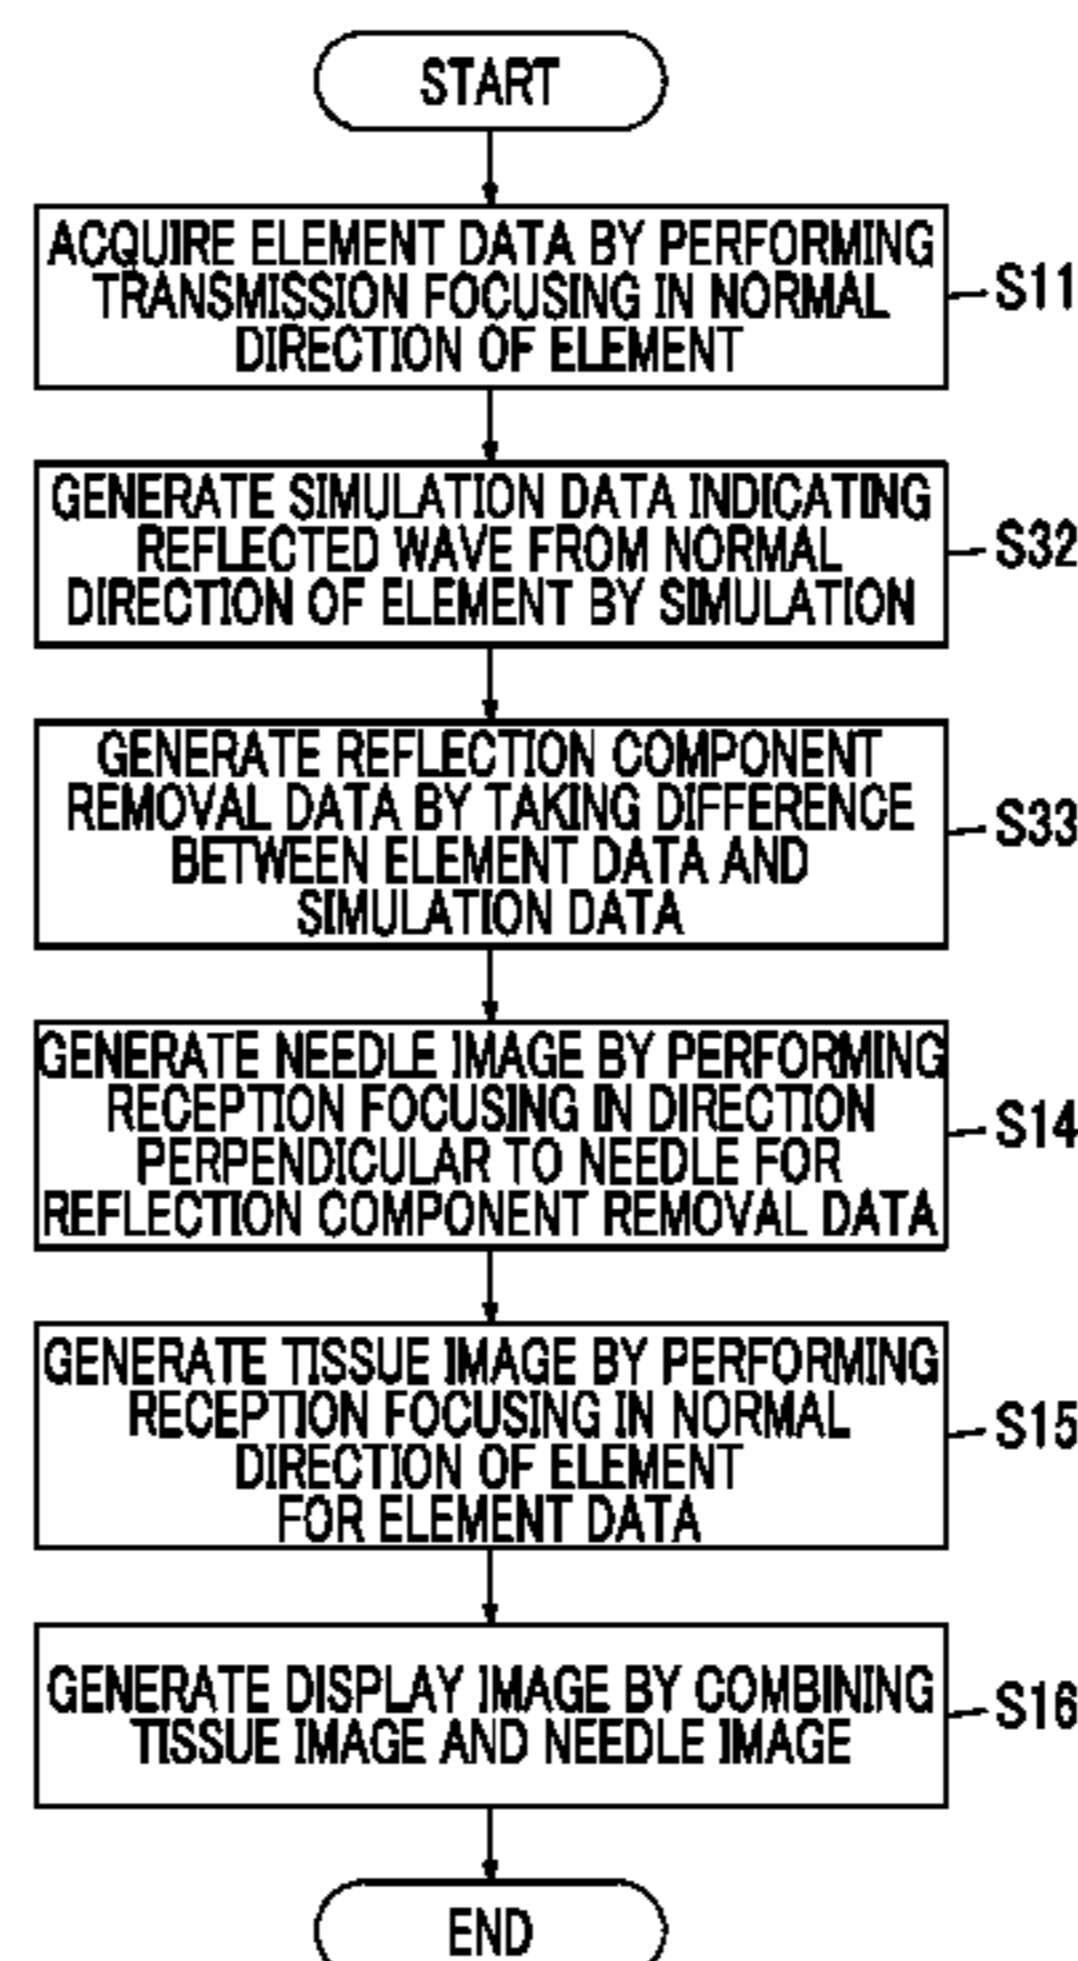 START
ACQUIRE ELEMENT DATA BY PERFORMING
TRANSMISSION FOCUSING IN NORMAL
DIRECTION OF ELEMENT
S11
GENERATE SIMULATION DATA INDICATING
REFLECTED WAVE FROM NORMAL
DIRECTION OF ELEMENT BY SIMULATION
S32
GENERATE REFLECTION COMPONENT
REMOVAL DATA BY TAKING DIFFERENCE
BETWEEN ELEMENT DATA AND
SIMULATION DATA
S33
GENERATE NEEDLE IMAGE BY PERFORMING
RECEPTION FOCUSING IN DIRECTION
PERPENDICULAR TO NEEDLE FOR
REFLECTION COMPONENT REMOVAL DATA
S14
GENERATE TISSUE IMAGE BY PERFORMING
RECEPTION FOCUSING IN NORMAL
DIRECTION OF ELEMENT
FOR ELEMENT DATA
S15
GENERATE DISPLAY IMAGE BY COMBINING
TISSUE IMAGE AND NEEDLE IMAGE
S16
END